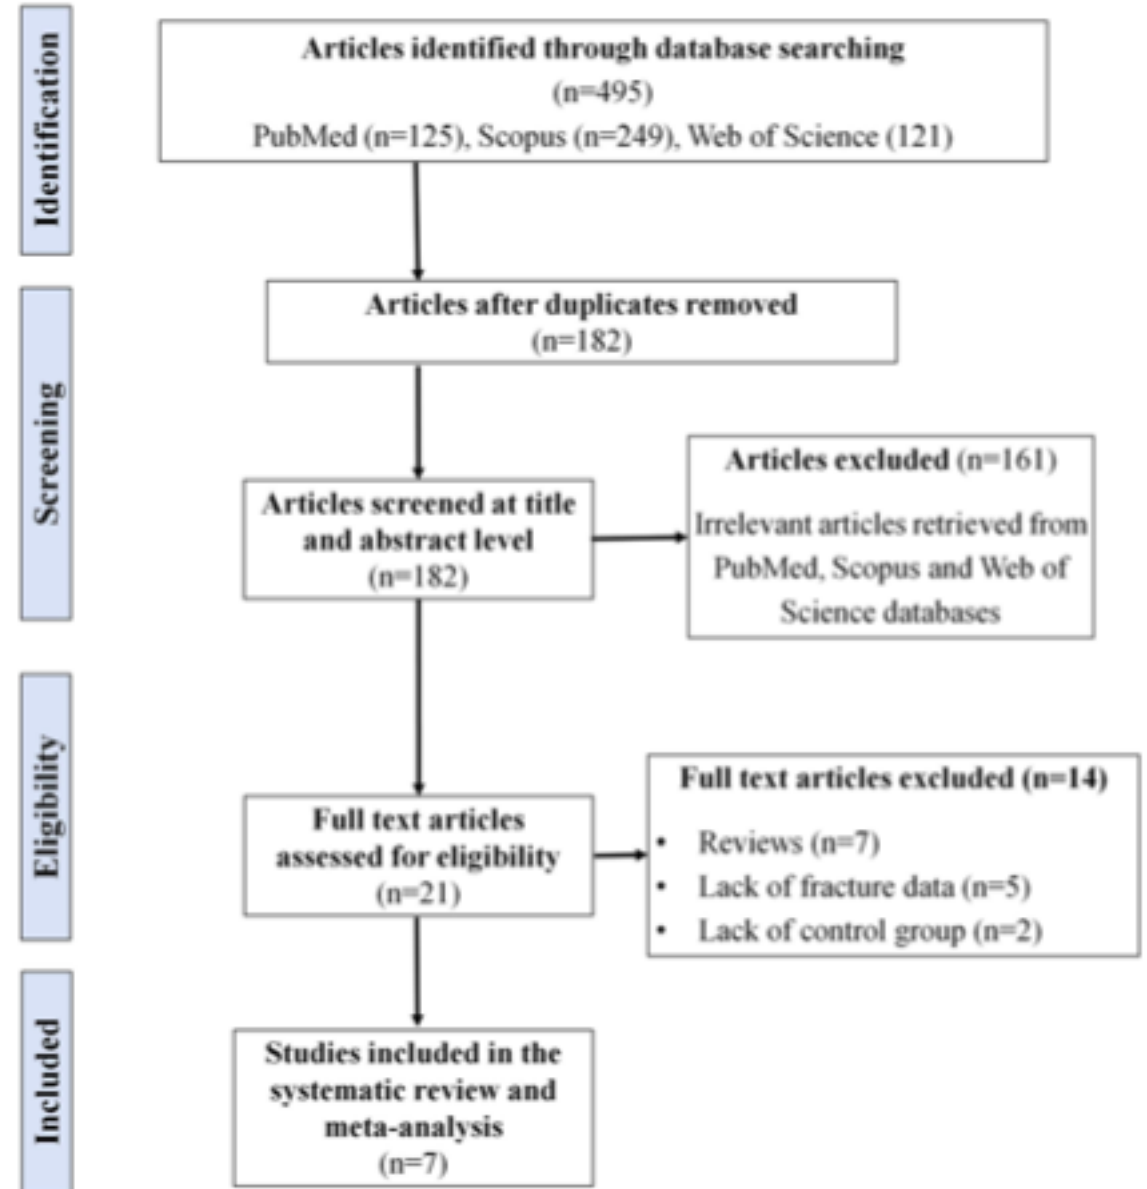 Identification
Articles identified through database searching
(n=495)
PubMed (n=125), Scopus (n=249), Web of Science (121)
Screening
Articles after duplicates removed
(n=182)
Articles screened at title
and abstract level
(n=182)
Articles excluded (n=161)
Irrelevant articles retrieved from
PubMed, Scopus and Web of
Science databases
Eligibility
Full text articles
assessed for eligibility
(n=21)
Full text articles excluded (n=14)
• Reviews (n=7)
• Lack of fracture data (n=5)
• Lack of control group (n=2)
Included
Studies included in the
systematic review and
meta-analysis
(n=7)